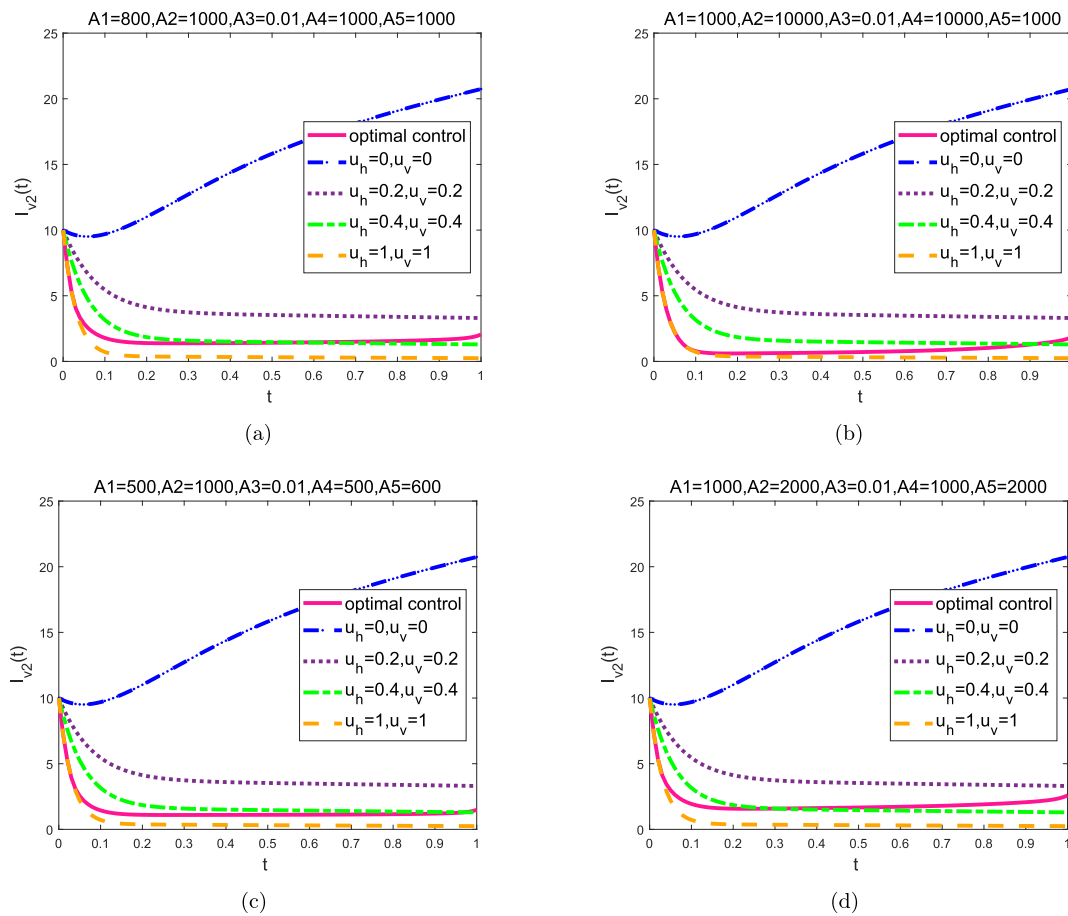 A1=800,A2=1000,A3=0.01,A4=1000,A5=1000
25
20
15
10
5
0
I_v2(t)
optimal control
u_h=0,u_v=0
u_h=0.2,u_v=0.2
u_h=0.4,u_v=0.4
u_h=1,u_v=1
0 0.1 0.2 0.3 0.4 0.5 0.6 0.7 0.8 0.9 1
t
(a)
A1=1000,A2=10000,A3=0.01,A4=10000,A5=1000
25
20
15
10
5
0
I_v2(t)
optimal control
u_h=0,u_v=0
u_h=0.2,u_v=0.2
u_h=0.4,u_v=0.4
u_h=1,u_v=1
0 0.1 0.2 0.3 0.4 0.5 0.6 0.7 0.8 0.9
t
(b)
A1=500,A2=1000,A3=0.01,A4=500,A5=600
25
20
15
10
5
0
I_v2(t)
optimal control
u_h=0,u_v=0
u_h=0.2,u_v=0.2
u_h=0.4,u_v=0.4
u_h=1,u_v=1
0 0.1 0.2 0.3 0.4 0.5 0.6 0.7 0.8 0.9 1
t
(c)
A1=1000,A2=2000,A3=0.01,A4=1000,A5=2000
25
20
15
10
5
0
I_v2(t)
optimal control
u_h=0,u_v=0
u_h=0.2,u_v=0.2
u_h=0.4,u_v=0.4
u_h=1,u_v=1
0 0.1 0.2 0.3 0.4 0.5 0.6 0.7 0.8 0.9 1
t
(d)